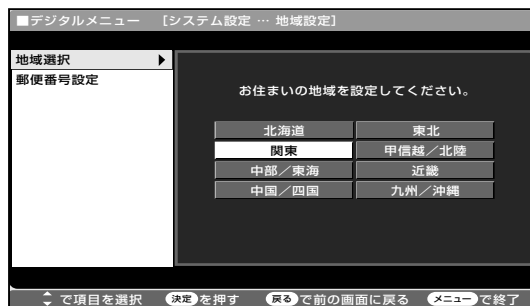 ■デジタルメニュー　[システム設定 … 地域設定]
地域選択
郵便番号設定
お住まいの地域を設定してください。
北海道　東北
関東　甲信越／北陸
中部／東海　近畿
中国／四国　九州／沖縄
で項目を選択　決定を押す　戻るで前の画面に戻る　メニューで終了